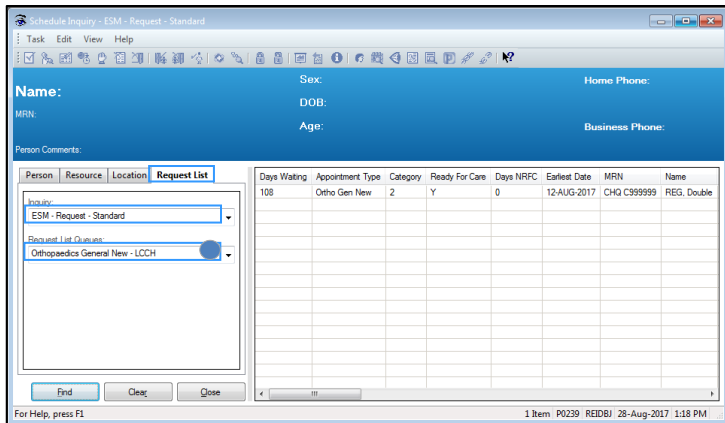 Schedule Inquiry - ESM - Request - Standard
Task Edit View Help
Name:
Sex:
Home Phone:
DOB:
MRN:
Age:
Business Phone:
Person Comments:
Person Resource Location Request List
Inquiry:
ESM - Request - Standard
Request List Queues:
Orthopaedics General New - LCCH
Find Clear Close
Days Waiting Appointment Type Category Ready For Care Days NRFC Earliest Date MRN Name
108 Ortho Gen New 2 Y 0 12-AUG-2017 CHQ C999999 REG, Double
For Help, press F1
1 Item P0239 REIDBJ 28-Aug-2017 1:18 PM